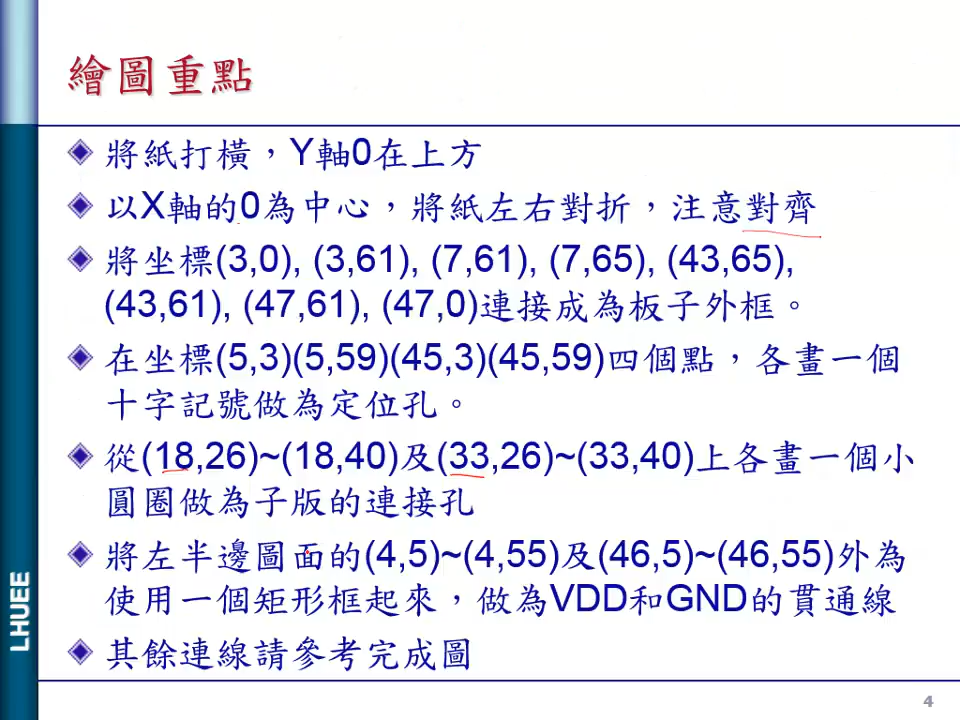 繪圖重點
將紙打橫，Y軸0在上方
以X軸的0為中心，將紙左右對折，注意對齊
將坐標(3,0), (3,61), (7,61), (7,65), (43,65),
(43,61), (47,61), (47,0)連接成為板子外框。
在坐標(5,3)(5,59)(45,3)(45,59)四個點，各畫一個
十字記號做為定位孔。
從(18,26)~(18,40)及(33,26)~(33,40)上各畫一個小
圓圈做為子版的連接孔
將左半邊圖面的(4,5)~(4,55)及(46,5)~(46,55)外為
使用一個矩形框起來，做為VDD和GND的貫通線
其餘連線請參考完成圖
LHUEE
4